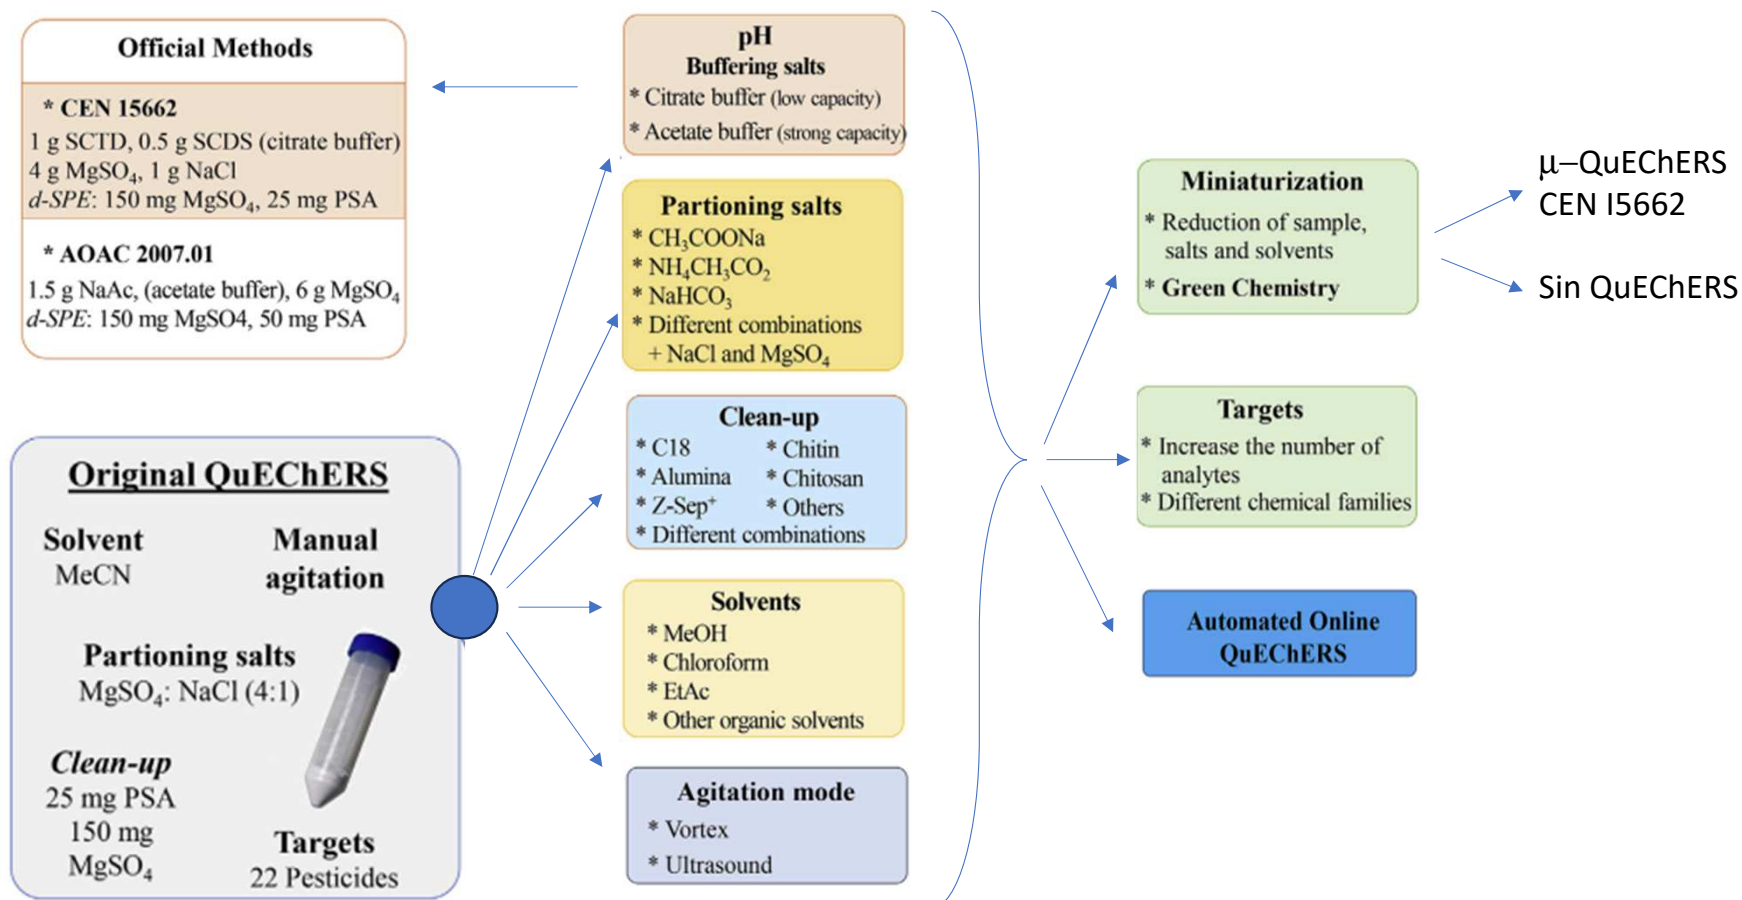 Official Methods
* CEN 15662
1 g SCTD, 0.5 g SCDS (citrate buffer)
4 g MgSO₄, 1 g NaCl
d-SPE: 150 mg MgSO₄, 25 mg PSA
* AOAC 2007.01
1.5 g NaAc, (acetate buffer), 6 g MgSO₄
d-SPE: 150 mg MgSO4, 50 mg PSA
Original QuEChERS
Solvent
MeCN
Manual
agitation
Partioning salts
MgSO₄: NaCl (4:1)
Clean-up
25 mg PSA
150 mg
MgSO₄
Targets
22 Pesticides
pH
Buffering salts
* Citrate buffer (low capacity)
* Acetate buffer (strong capacity)
Partioning salts
* CH₃COONa
* NH₄CH₃CO₂
* NaHCO₃
* Different combinations
+ NaCl and MgSO₄
Clean-up
* C18
* Alumina
* Z-Sep⁺
* Chitin
* Chitosan
* Others
* Different combinations
Solvents
* MeOH
* Chloroform
* EtAc
* Other organic solvents
Agitation mode
* Vortex
* Ultrasound
Miniaturization
* Reduction of sample,
salts and solvents
* Green Chemistry
Targets
* Increase the number of
analytes
* Different chemical families
Automated Online
QuEChERS
μ–QuEChERS
CEN I5662
Sin QuEChERS